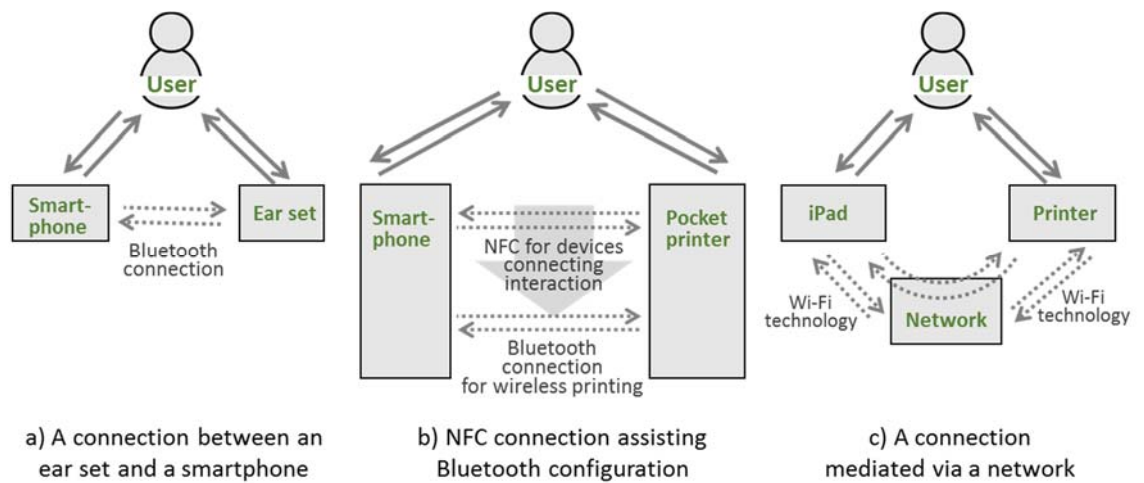 User
Smart-
phone
Ear set
Bluetooth
connection
a) A connection between an
ear set and a smartphone
User
Smart-
phone
Pocket
printer
NFC for devices
connecting
interaction
Bluetooth
connection
for wireless printing
b) NFC connection assisting
Bluetooth configuration
User
iPad
Printer
Wi-Fi
technology
Network
Wi-Fi
technology
c) A connection
mediated via a network